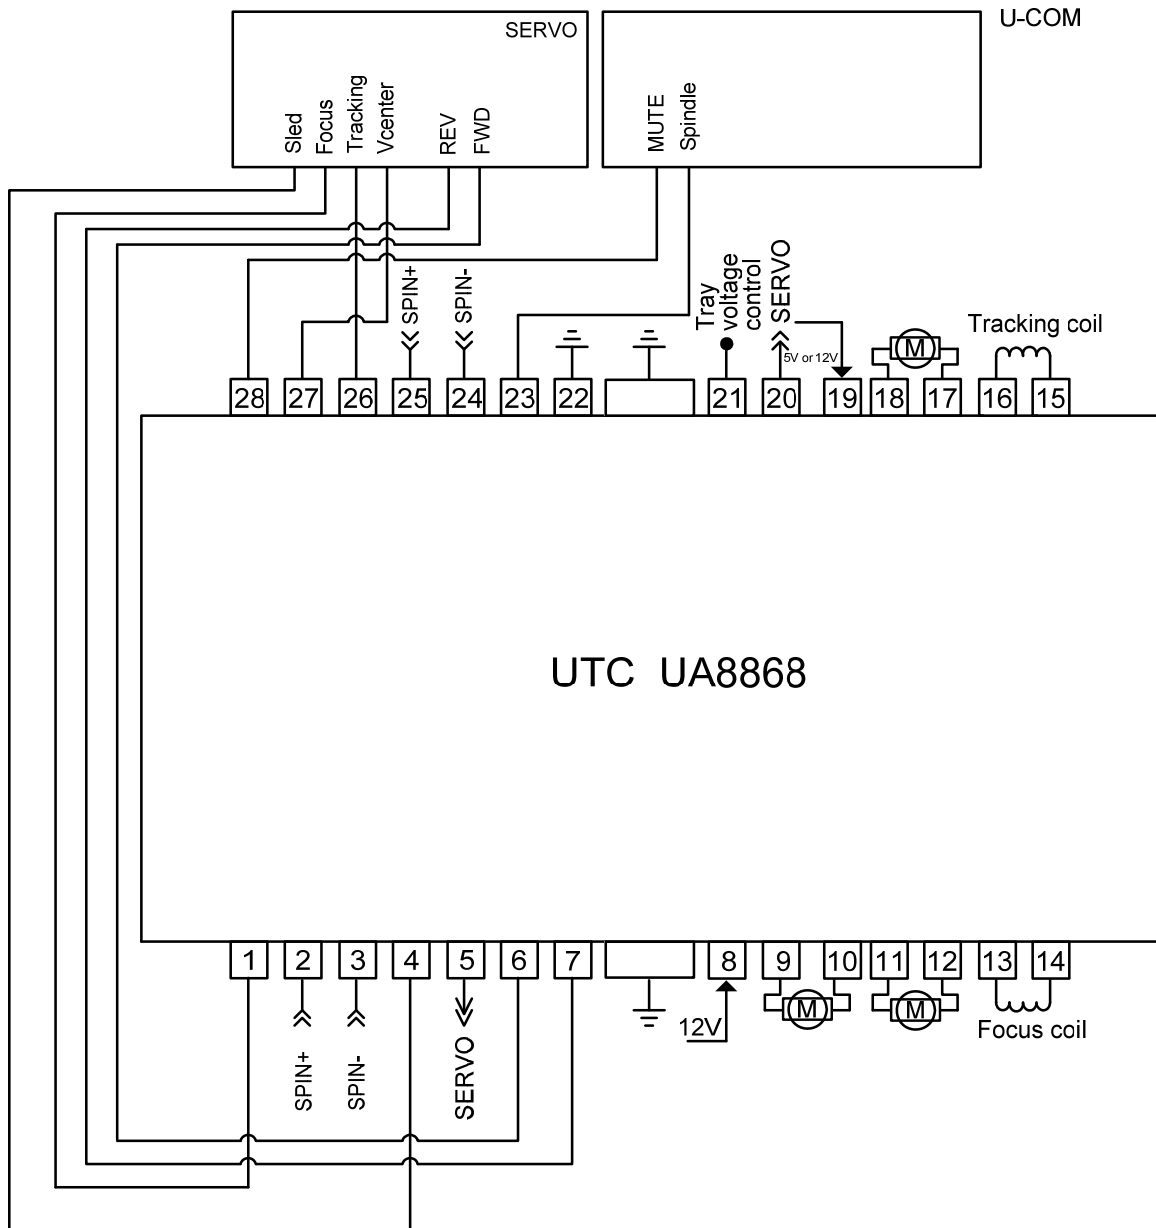 U-COM
SERVO
Sled
Focus
Tracking
Vcenter
REV
FWD
MUTE
Spindle
SPIN+
SPIN-
Tray
voltage
control
SERVO
5V or 12V
M
Tracking coil
28 27 26 25 24 23 22 21 20 19 18 17 16 15
UTC UA8868
1 2 3 4 5 6 7 8 9 10 11 12 13 14
SPIN+
SPIN-
SERVO
12V
M
M
Focus coil